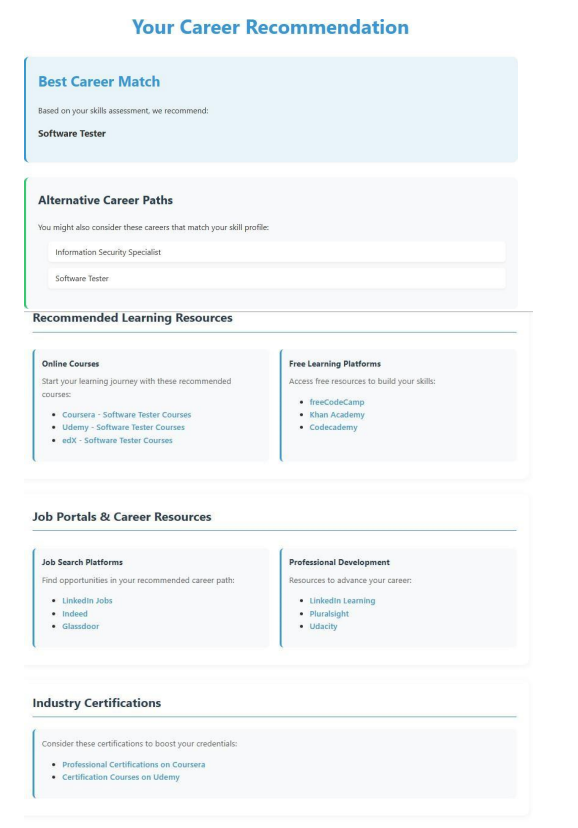 Your Career Recommendation
Best Career Match
Based on your skills assessment, we recommend:
Software Tester
Alternative Career Paths
You might also consider these careers that match your skill profile:
Information Security Specialist
Software Tester
Recommended Learning Resources
Online Courses
Start your learning journey with these recommended
courses:
Coursera - Software Tester Courses
Udemy - Software Tester Courses
edX - Software Tester Courses
Free Learning Platforms
Access free resources to build your skills:
freeCodeCamp
Khan Academy
Codecademy
Job Portals & Career Resources
Job Search Platforms
Find opportunities in your recommended career path:
LinkedIn Jobs
Indeed
Glassdoor
Professional Development
Resources to advance your career:
LinkedIn Learning
Pluralsight
Udacity
Industry Certifications
Consider these certifications to boost your credentials:
Professional Certifications on Coursera
Certification Courses on Udemy